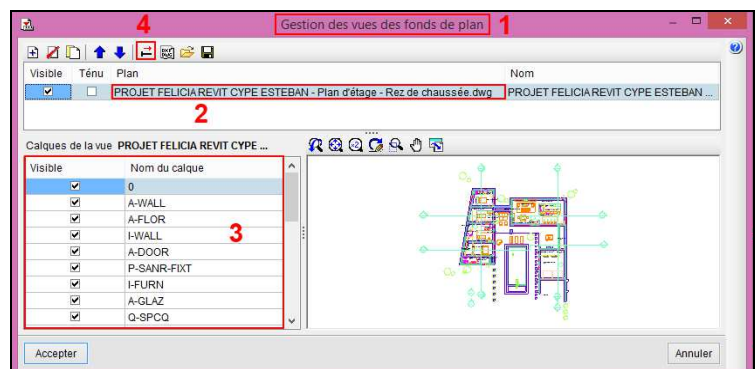 4
Gestion des vues des fonds de plan
1
Visible Ténu Plan Nom
PROJET FELICIA REVIT CYPE ESTEBAN - Plan d'étage - Rez de chaussée.dwg PROJET FELICIA REVIT CYPE ESTEBAN ...
2
Calques de la vue PROJET FELICIA REVIT CYPE ...
Visible Nom du calque
0
A-WALL
A-FLOR
I-WALL
3
A-DOOR
P-SANR-FIXT
I-FURN
A-GLAZ
Q-SPCQ
Accepter Annuler